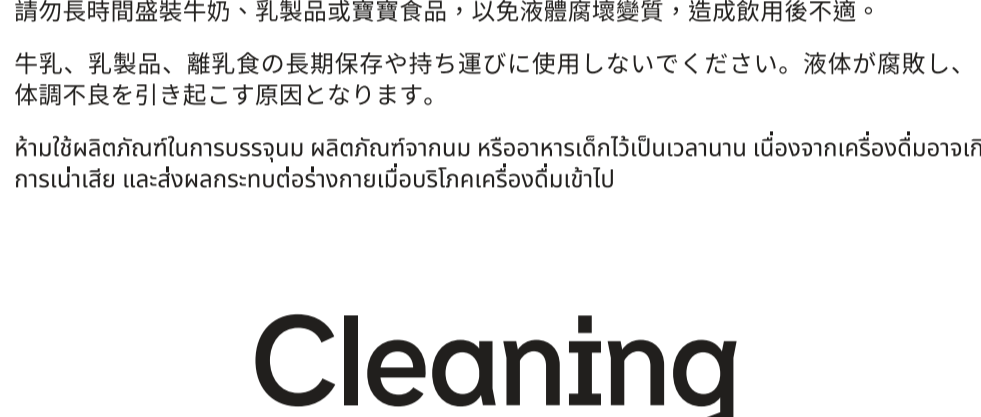 請勿長時間盛裝牛奶、乳製品或寶寶食品，以免液體腐壞變質，造成飲用後不適。
牛乳、乳製品、離乳食の長期保存や持ち運びに使用しないでください。液体が腐敗し、
体調不良を引き起こす原因となります。
ห้ามใช้ผลิตภัณฑ์ในการบรรจุนม ผลิตภัณฑ์จากนม หรืออาหารเด็กไว้เป็นเวลานาน เนื่องจากเครื่องดื่มอาจเกิ
การเน่าเสีย และส่งผลกระทบต่อร่างกายเมื่อบริโภคเครื่องดื่มเข้าไป
Cleaning